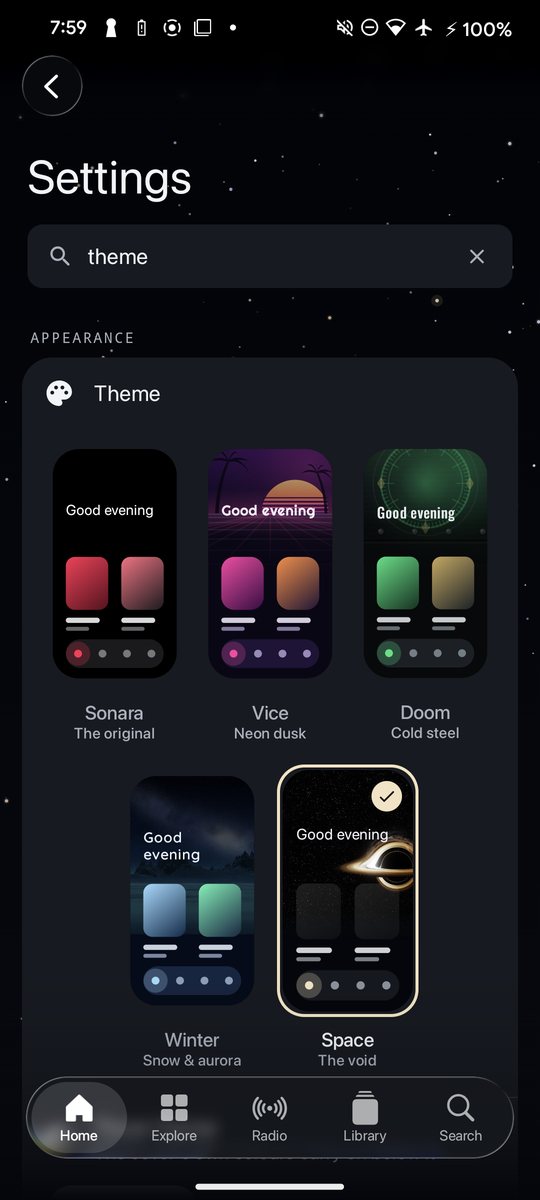 7:59
100%
Settings
theme
APPEARANCE
Theme
Good evening
Good evening
Good evening
Sonara
The original
Vice
Neon dusk
Doom
Cold steel
Good
evening
Good evening
Winter
Snow & aurora
Space
The void
Home
Explore
Radio
Library
Search